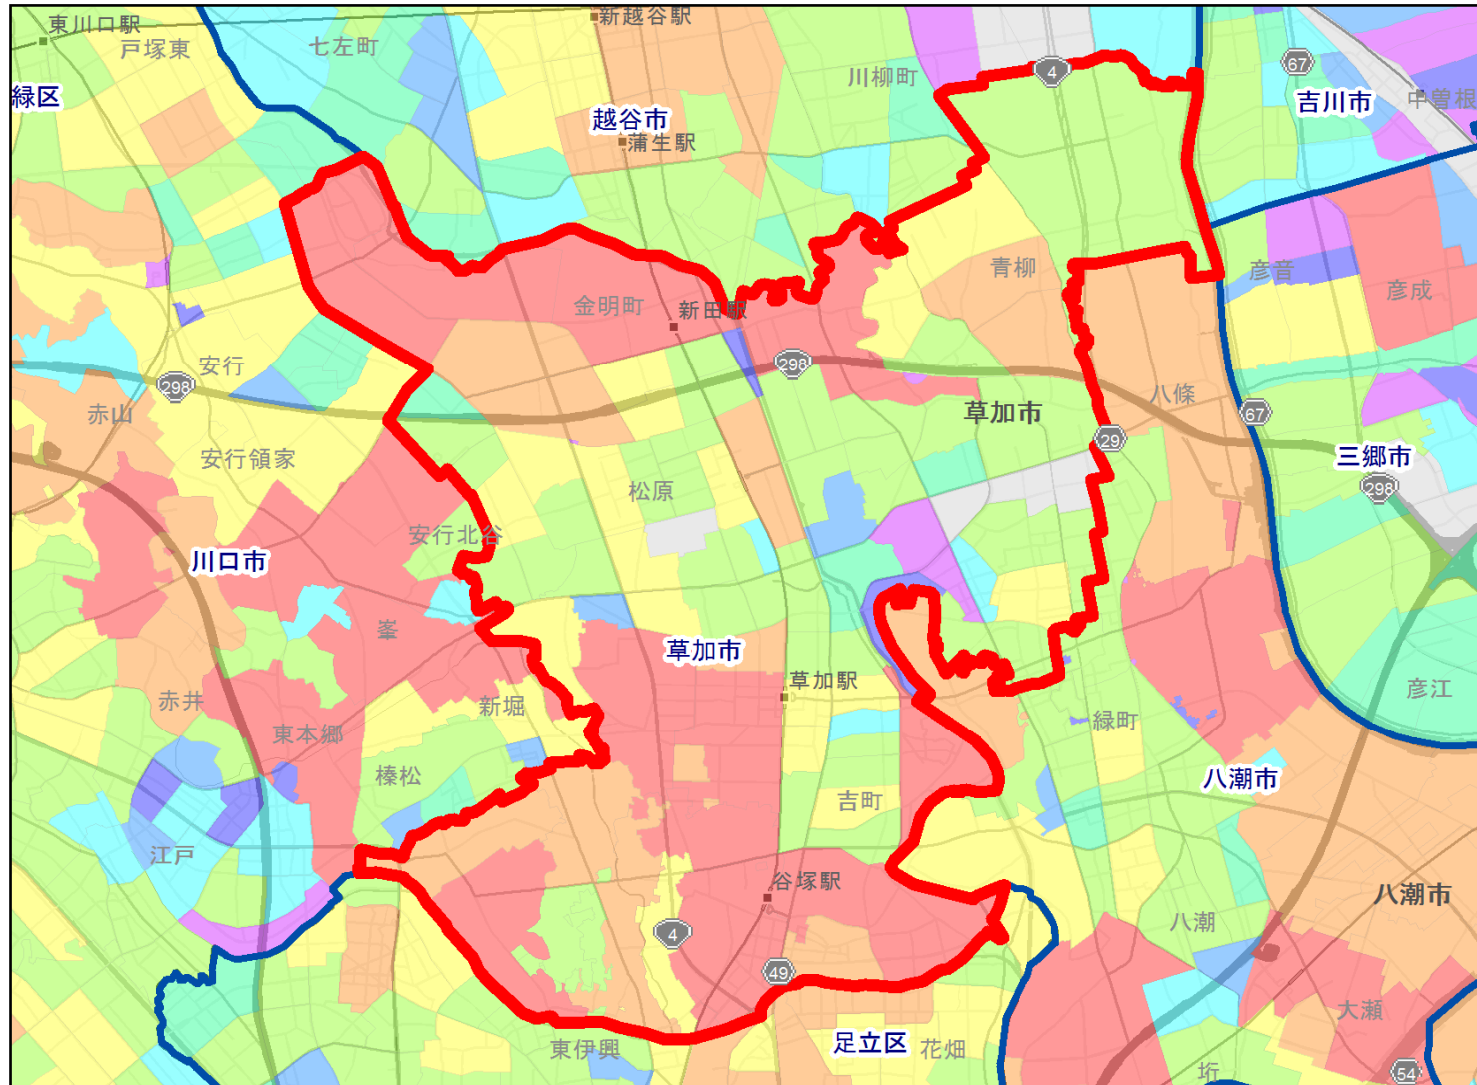 東川口駅
戸塚東
七左町
新越谷駅
川柳町
4
67
緑区
越谷市
吉川市
中曽根
蒲生駅
青柳
彦音
彦成
金明町
新田駅
安行
298
298
赤山
八條
草加市
67
29
安行領家
三郷市
298
松原
安行北谷
川口市
峯
草加市
草加駅
赤井
新堀
彦江
東本郷
緑町
榛松
八潮市
吉町
江戸
谷塚駅
八潮市
八潮
4
49
大瀬
東伊興
足立区
花畑
垳
54